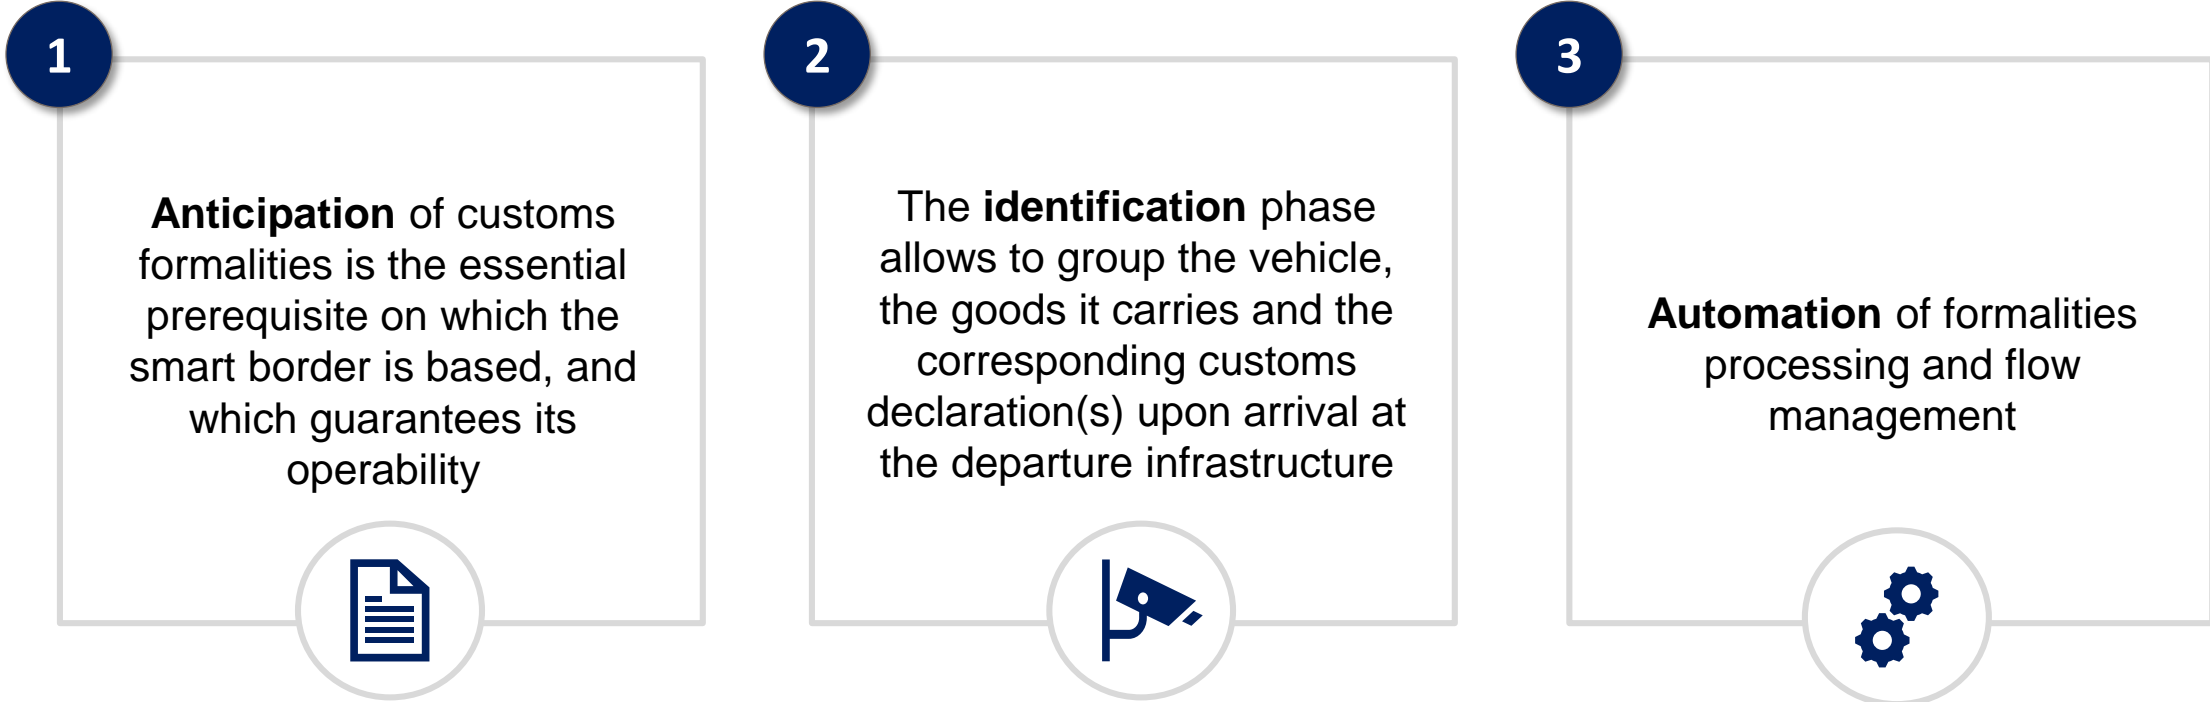 1
Anticipation of customs
formalities is the essential
prerequisite on which the
smart border is based, and
which guarantees its
operability
2
The identification phase
allows to group the vehicle,
the goods it carries and the
corresponding customs
declaration(s) upon arrival at
the departure infrastructure
3
Automation of formalities
processing and flow
management